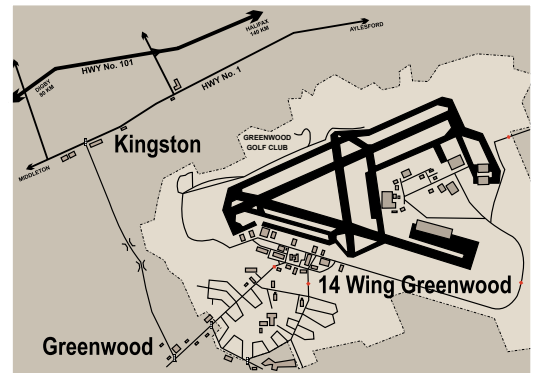 HALIFAX
140 KM
AYLESFORD
HWY No. 101
DIGBY
90 KM
HWY No. 1
Kingston
GREENWOOD
GOLF CLUB
MIDDLETON
14 Wing Greenwood
Greenwood